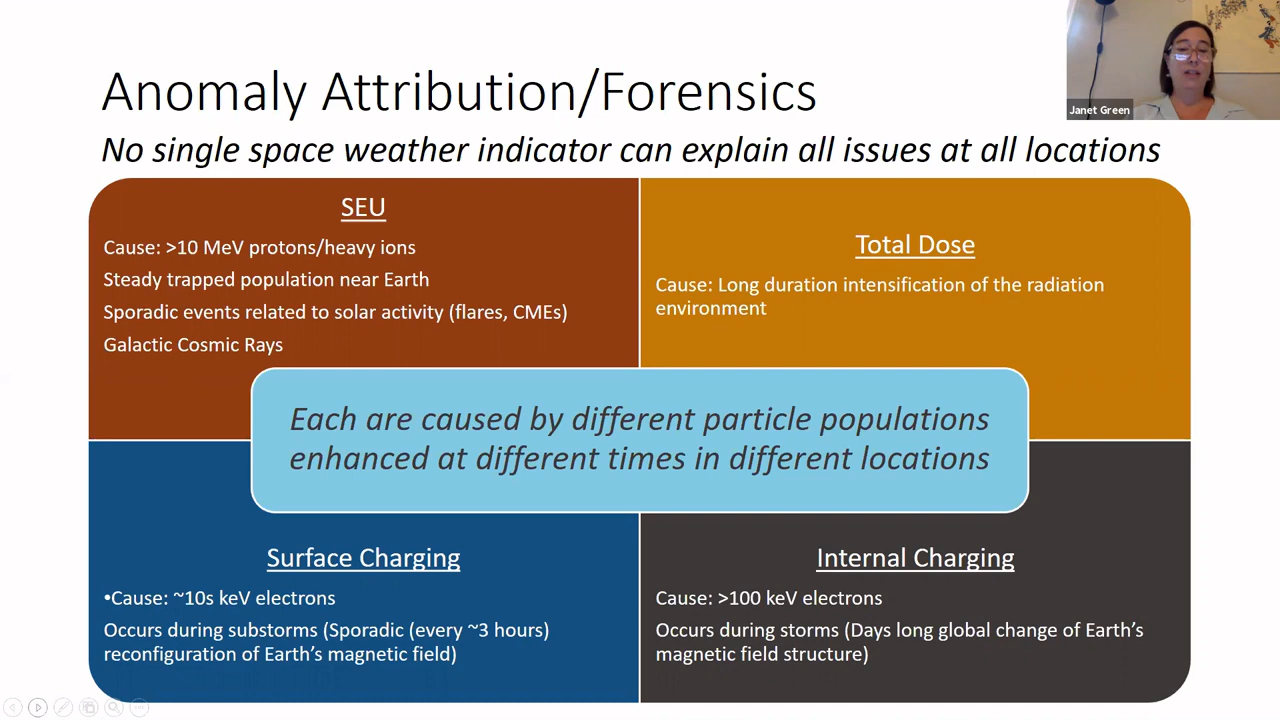 Anomaly Attribution/Forensics
Janet Green
No single space weather indicator can explain all issues at all locations
SEU
Cause: >10 MeV protons/heavy ions
Steady trapped population near Earth
Sporadic events related to solar activity (flares, CMEs)
Galactic Cosmic Rays
Total Dose
Cause: Long duration intensification of the radiation
environment
Each are caused by different particle populations
enhanced at different times in different locations
Surface Charging
•Cause: ~10s keV electrons
Occurs during substorms (Sporadic (every ~3 hours)
reconfiguration of Earth’s magnetic field)
Internal Charging
Cause: >100 keV electrons
Occurs during storms (Days long global change of Earth’s
magnetic field structure)